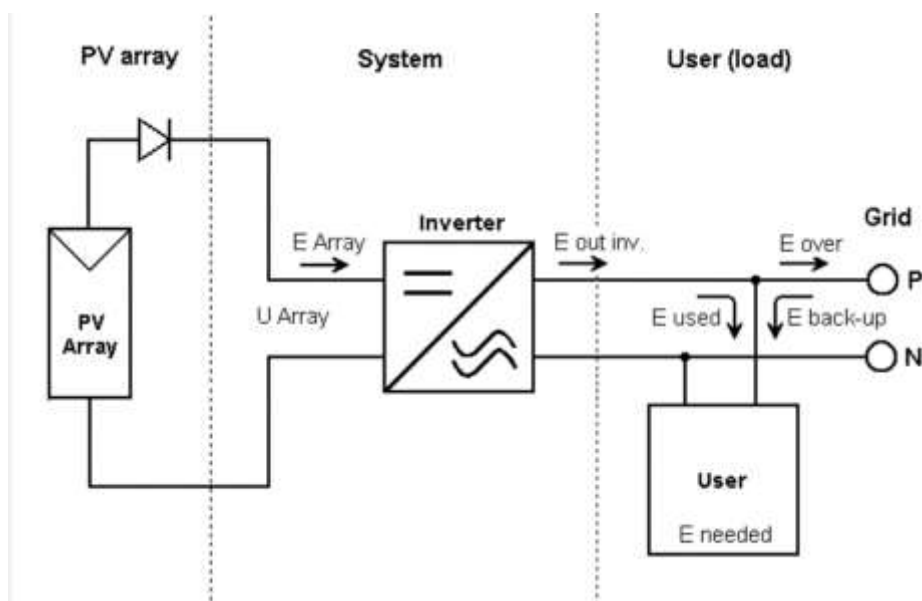 PV array
System
User (load)
Inverter
Grid
E Array
E out inv.
E over
P
U Array
E used
E back-up
PV
Array
N
User
E needed